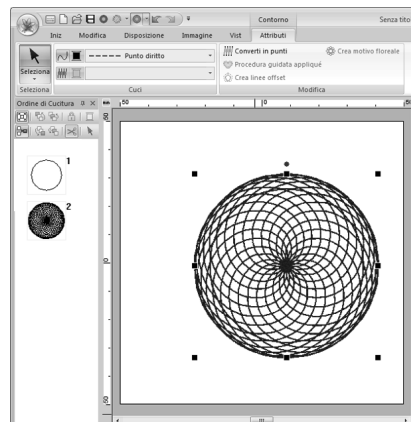 Contorno
Senza tito
Iniz Modifica Disposizione Immagine Vist Attributi
Seleziona
Punto diritto
Converti in punti
Crea motivo floreale
Procedura guidata appliqué
Crea linee offset
Seleziona Cuci Modifica
Ordine di Cucitura
mm 50 0 50
1
2
0
50